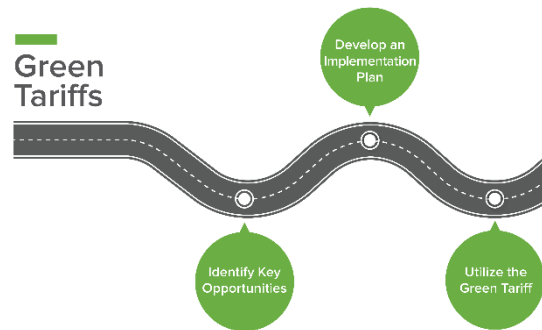 Green
Tariffs
Develop an
Implementation
Plan
Identify Key
Opportunities
Utilize the
Green Tariff